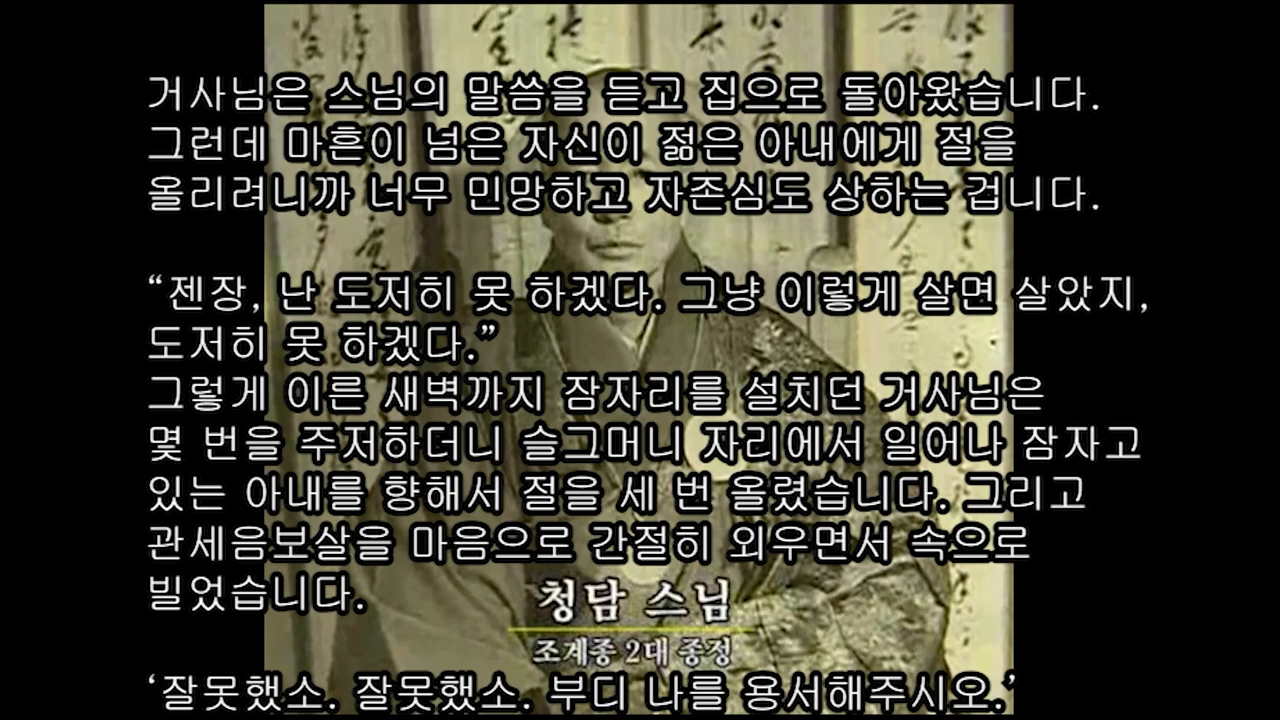 거사님은 스님의 말씀을 듣고 집으로 돌아왔습니다.
그런데 마흔이 넘은 자신이 젊은 아내에게 절을
올리려니까 너무 민망하고 자존심도 상하는 겁니다.
“젠장, 난 도저히 못 하겠다. 그냥 이렇게 살면 살았지,
도저히 못 하겠다.”
그렇게 이른 새벽까지 잠자리를 설치던 거사님은
몇 번을 주저하더니 슬그머니 자리에서 일어나 잠자고
있는 아내를 향해서 절을 세 번 올렸습니다. 그리고
관세음보살을 마음으로 간절히 외우면서 속으로
빌었습니다.
청담 스님
조계종 2대 종정
‘잘못했소. 잘못했소. 부디 나를 용서해주시오.’